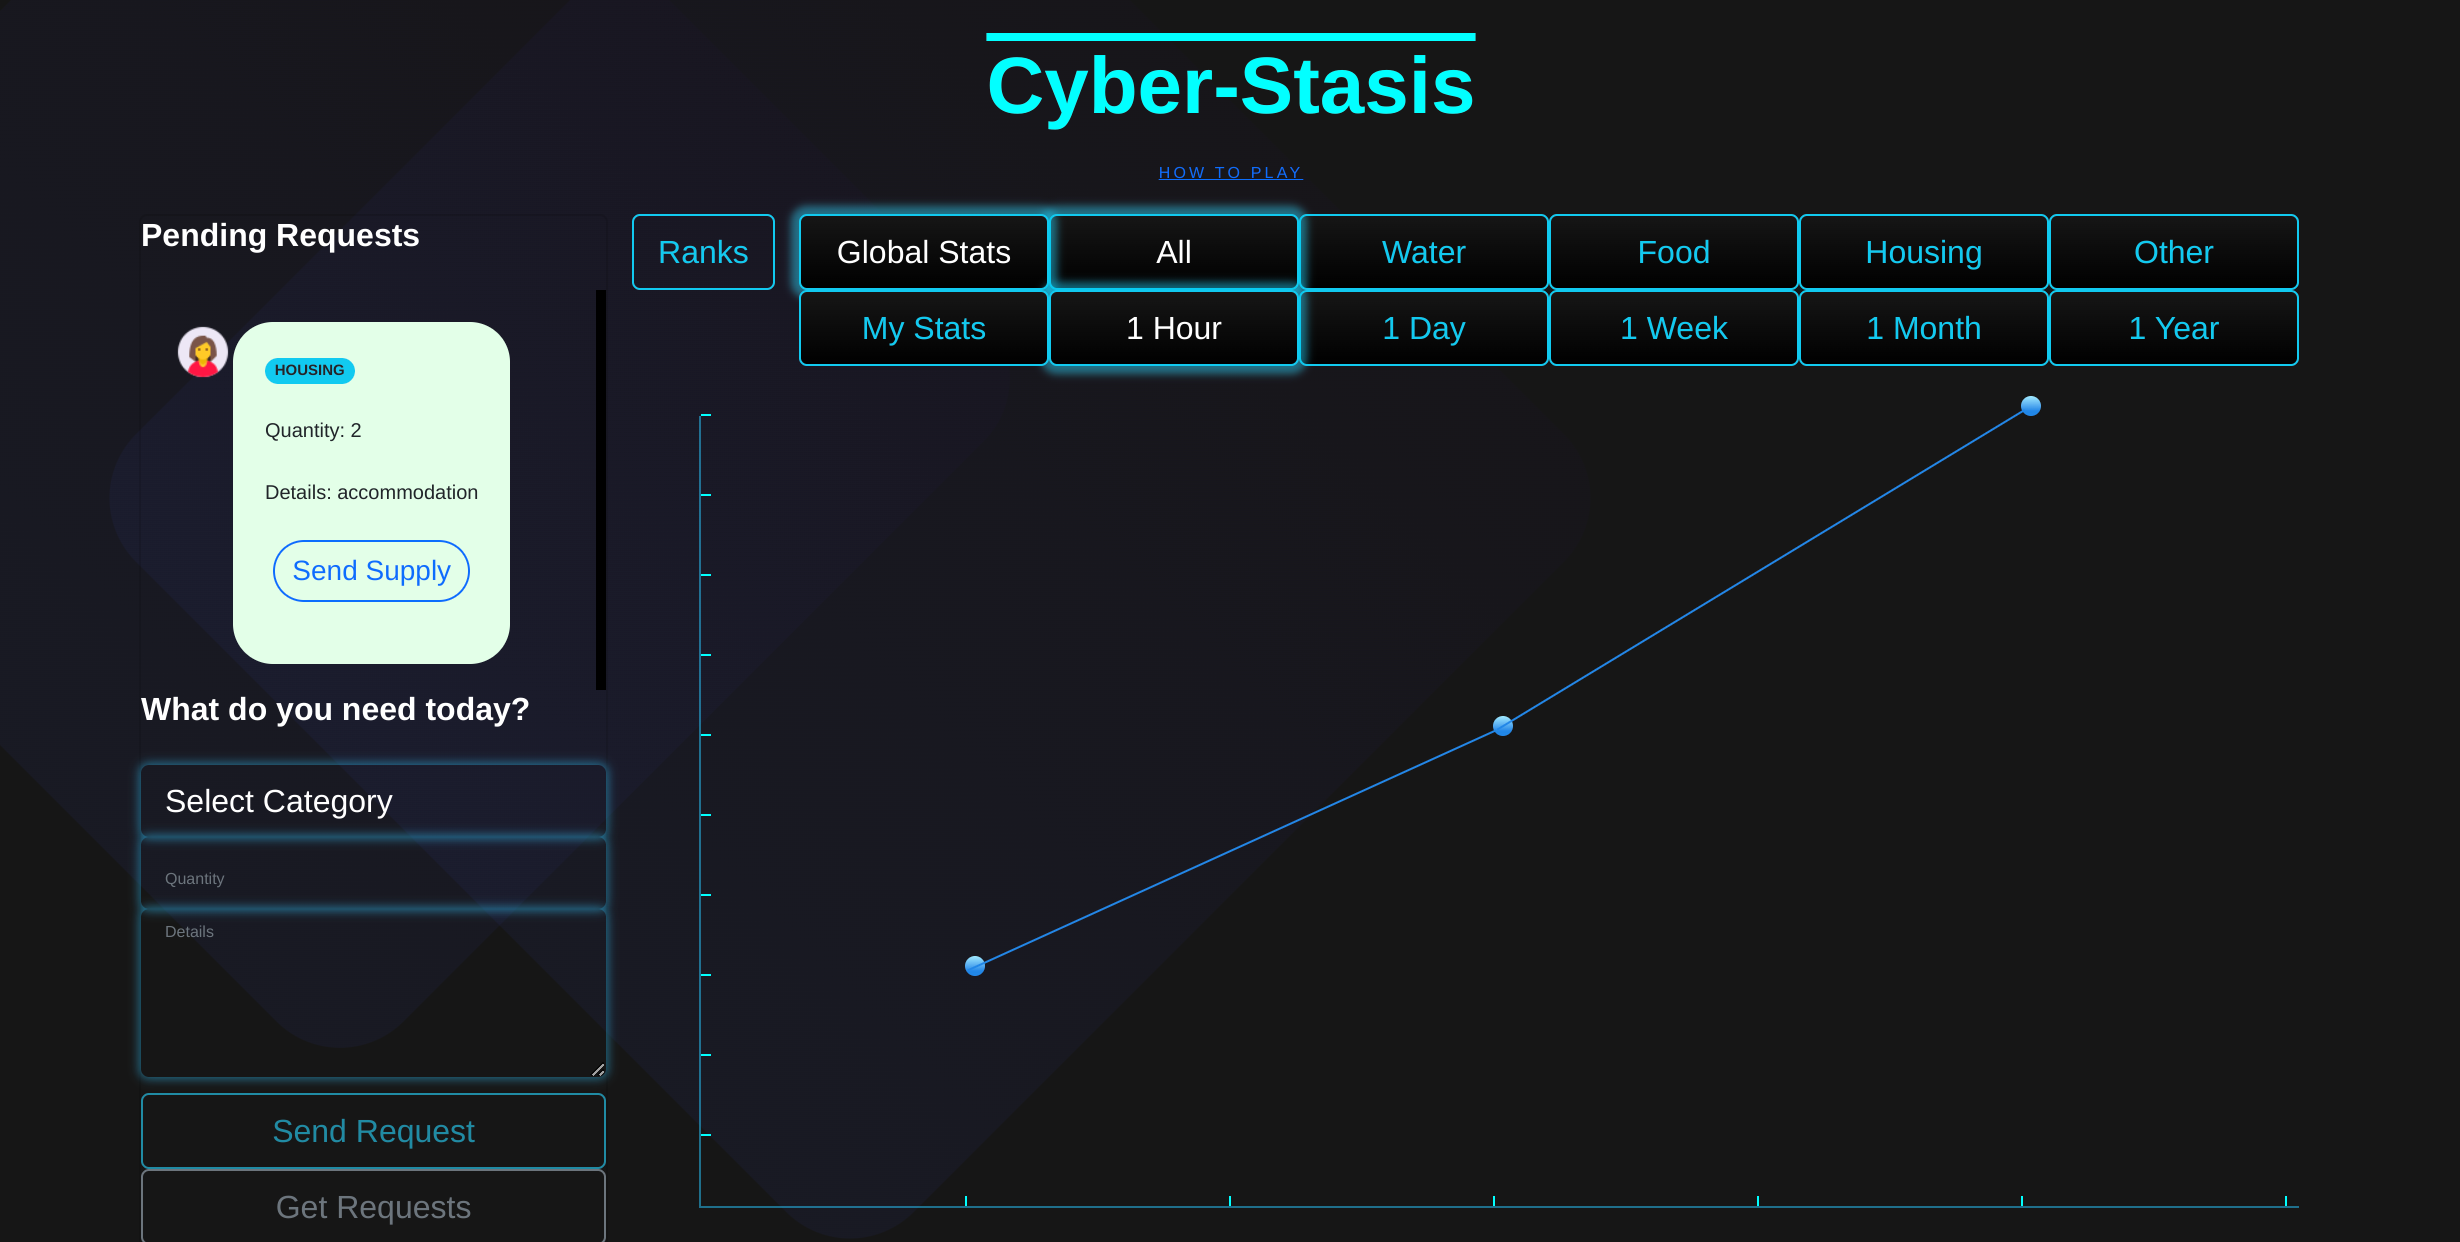 Cyber-Stasis
HOW TO PLAY
Pending Requests
HOUSING
Quantity: 2
Details: accommodation
Send Supply
What do you need today?
Select Category
Quantity
Details
Send Request
Get Requests
Ranks
Global Stats
All
Water
Food
Housing
Other
My Stats
1 Hour
1 Day
1 Week
1 Month
1 Year